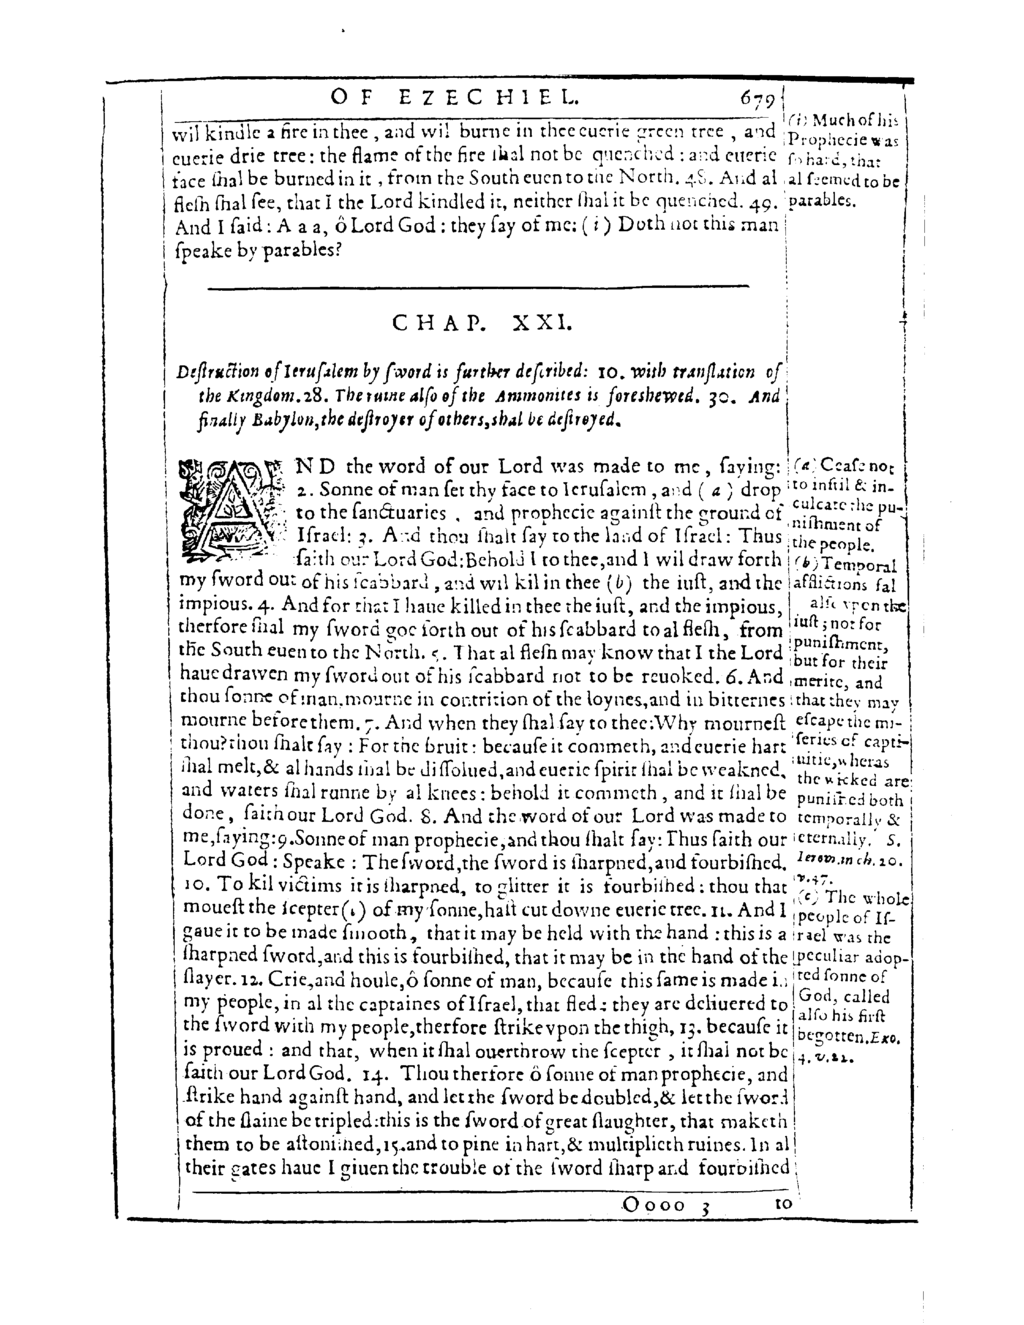 OF EZECHIEL. 679
wil kindle a fire in thee, and wil burne in thee euerie green tree, and
euerie drie tree: the flame of the fire ſhal not be quenched: and euerie
face ſhal be burned in it, from the South euen to the North. 48. And al
fleſh ſhal ſee, that I the Lord kindled it, neither ſhal it be quenched. 49.
And I ſaid: A a a, ô Lord God: they ſay of me: (i) Doth not this man
ſpeake by parables?
(i) Much of his
Prophecie was
ſo hard, that
al ſeemed to be
parables.
CHAP. XXI.
Deſtruction of Ieruſalem by ſword is further deſcribed: 10. with tranſlation of
the Kingdom. 28. The ruine alſo of the Ammonites is foreshewed. 30. And
finally Babylon, the deſtroyer of others, shal be deſtroyed.
AND the word of our Lord was made to me, ſaying:
2. Sonne of man ſet thy face to Ieruſalem, and (a) drop
to the ſanctuaries, and prophecie againſt the ground of
Iſrael: 3. And thou ſhalt ſay to the land of Iſrael: Thus
ſaith our Lord God: Behold I to thee, and I wil draw forth
my ſword out of his ſcabbard, and wil kil in thee (b) the iuſt, and the
impious. 4. And for that I haue killed in thee the iuſt, and the impious,
therfore ſhal my ſword goe forth out of his ſcabbard to al fleſh, from
the South euen to the North. 5. That al fleſh may know that I the Lord
haue drawen my ſword out of his ſcabbard not to be reuoked. 6. And
thou ſonne of man, mourne in contrition of the loynes, and in bitternes
mourne before them. 7. And when they ſhal ſay to thee: Why mourneſt
thou? thou ſhalt ſay: For the bruit: becauſe it commeth, and euerie hart
ſhal melt, & al hands ſhal be diſſolued, and euerie ſpirit ſhal be weakned,
and waters ſhal runne by al knees: behold it commeth, and it ſhal be
done, ſaith our Lord God. 8. And the word of our Lord was made to
me, ſaying: 9. Sonne of man prophecie, and thou ſhalt ſay: Thus ſaith our
Lord God: Speake: The ſword, the ſword is ſharpned, and fourbiſhed.
10. To kil victims it is ſharpned, to glitter it is fourbiſhed: thou that
moueſt the ſcepter (c) of my ſonne, haſt cut downe euerie tree. 11. And I
gaue it to be made ſmooth, that it may be held with the hand: this is a
ſharpned ſword, and this is fourbiſhed, that it may be in the hand of the
ſlayer. 12. Crie, and houle, ô ſonne of man, becauſe this ſame is made in
my people, in al the captaines of Iſrael, that fled: they are deliuered to
the ſword with my people, therfore ſtrike vpon the thigh, 13. becauſe it
is proued: and that, when it ſhal ouerthrow the ſcepter, it ſhal not be
ſaith our Lord God. 14. Thou therfore ô ſonne of man prophecie, and
ſtrike hand againſt hand, and let the ſword be doubled, & let the ſword
of the ſlaine be tripled: this is the ſword of great ſlaughter, that maketh
them to be aſtoniſhed, 15. and to pine in hart, & multiplieth ruines. In al
their gates haue I giuen the trouble of the ſword ſharp and fourbiſhed
(a) Ceaſe not
to inſtil & in-
culcate the pu-
niſhment of
the people.
(b) Temporal
afflictions fal
alſo vpon the
iuſt; not for
puniſhment,
but for their
merite, and
that they may
eſcape the mi-
ſeries of capti-
uitie, wheras
the wicked are
puniſhed both
temporally &
eternally. S.
Ierom. in ch. 20.
v. 47.
(c) The whole
people of Iſ-
rael was the
peculiar adop-
ted ſonne of
God, called
alſo his firſt
begotten. Exo.
4. v. 22.
Oooo 3 to